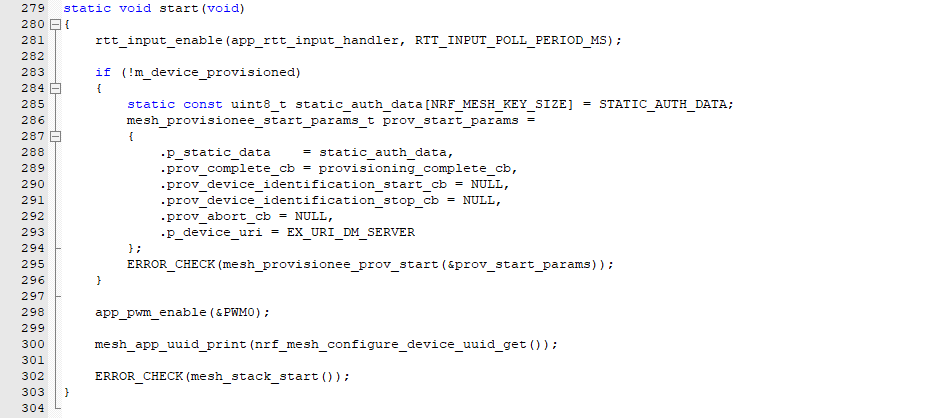 279 static void start(void)
280 {
281     rtt_input_enable(app_rtt_input_handler, RTT_INPUT_POLL_PERIOD_MS);
282
283     if (!m_device_provisioned)
284     {
285         static const uint8_t static_auth_data[NRF_MESH_KEY_SIZE] = STATIC_AUTH_DATA;
286         mesh_provisionee_start_params_t prov_start_params =
287         {
288             .p_static_data    = static_auth_data,
289             .prov_complete_cb = provisioning_complete_cb,
290             .prov_device_identification_start_cb = NULL,
291             .prov_device_identification_stop_cb = NULL,
292             .prov_abort_cb = NULL,
293             .p_device_uri = EX_URI_DM_SERVER
294         };
295         ERROR_CHECK(mesh_provisionee_prov_start(&prov_start_params));
296     }
297
298     app_pwm_enable(&PWM0);
299
300     mesh_app_uuid_print(nrf_mesh_configure_device_uuid_get());
301
302     ERROR_CHECK(mesh_stack_start());
303 }
304